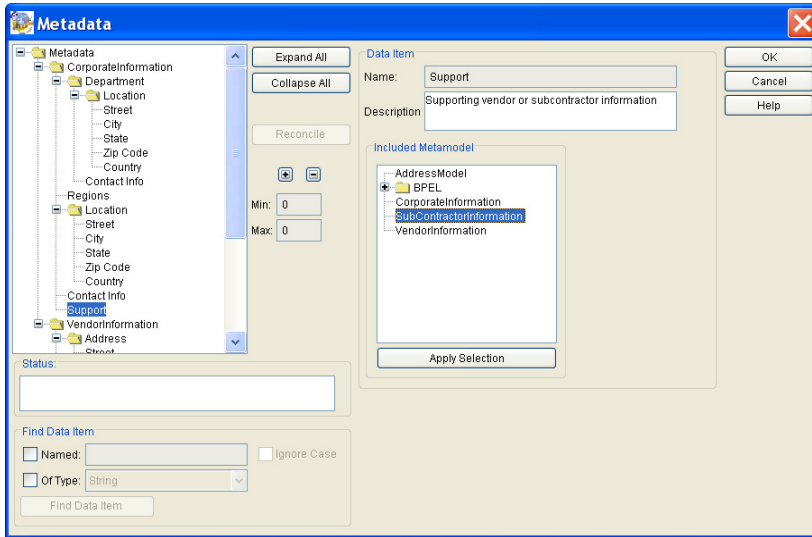 Metadata
Metadata
CorporateInformation
Department
Location
Street
City
State
Zip Code
Country
Contact Info
Regions
Location
Street
City
State
Zip Code
Country
Contact Info
Support
VendorInformation
Address
Street
Expand All
Collapse All
Reconcile
Min: 0
Max: 0
Data Item
Name: Support
Description Supporting vendor or subcontractor information
Included Metamodel
AddressModel
BPEL
CorporateInformation
SubContractorInformation
VendorInformation
Apply Selection
OK
Cancel
Help
Status:
Find Data Item
Named:
Ignore Case
Of Type: String
Find Data Item